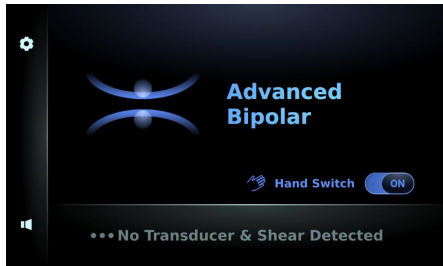 Advanced
Bipolar
Hand Switch ON
•••No Transducer & Shear Detected